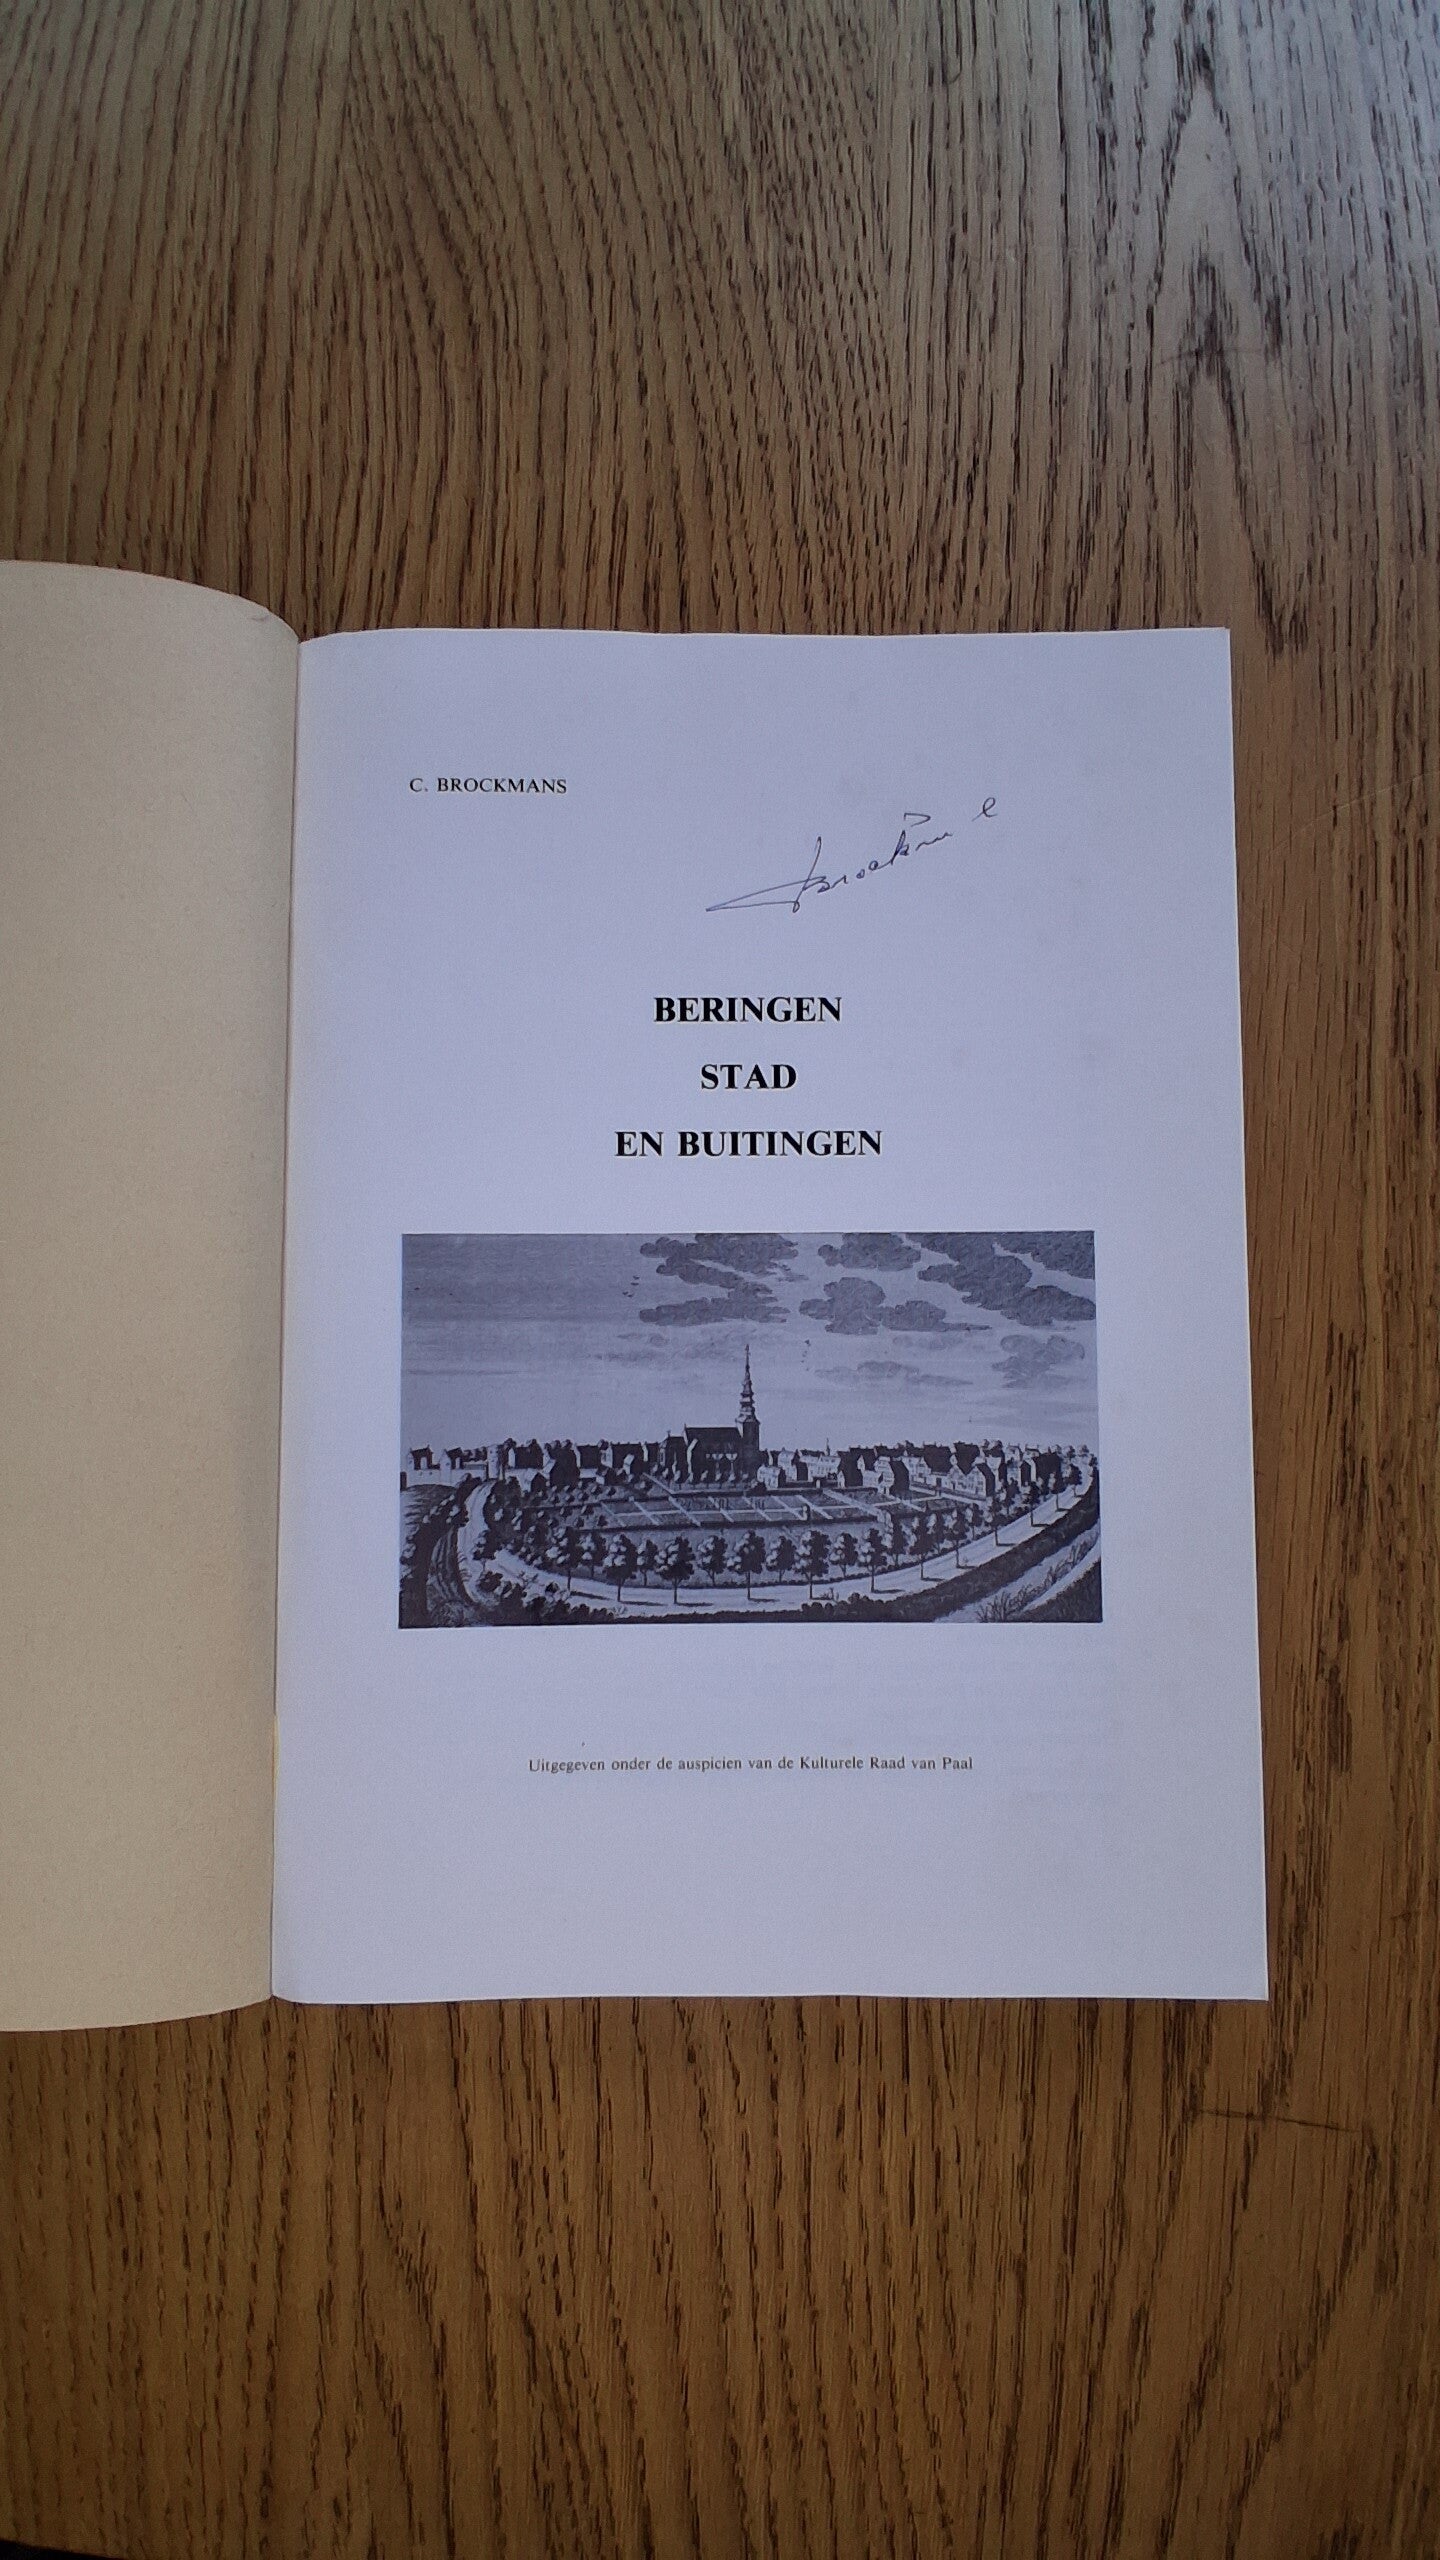 C. BROCKMANS
BERINGEN
STAD
EN BUITINGEN
Uitgegeven onder de auspicien van de Kulturele Raad van Paal